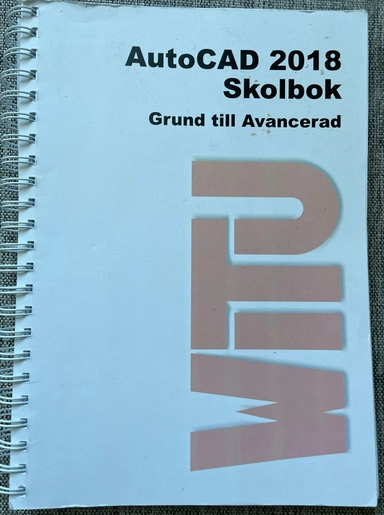 AutoCAD 2018
Skolbok
Grund till Avancerad
WITU